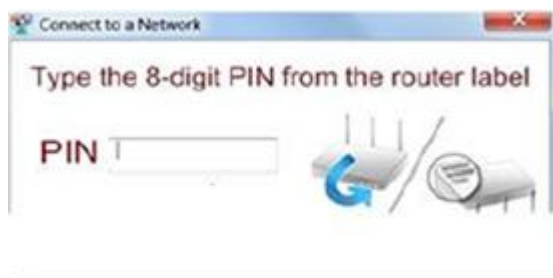 Connect to a Network
Type the 8-digit PIN from the router label
PIN